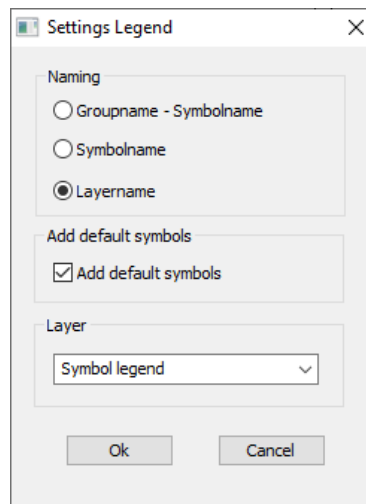 Settings Legend
Naming
Groupname - Symbolname
Symbolname
Layername
Add default symbols
Add default symbols
Layer
Symbol legend
Ok Cancel